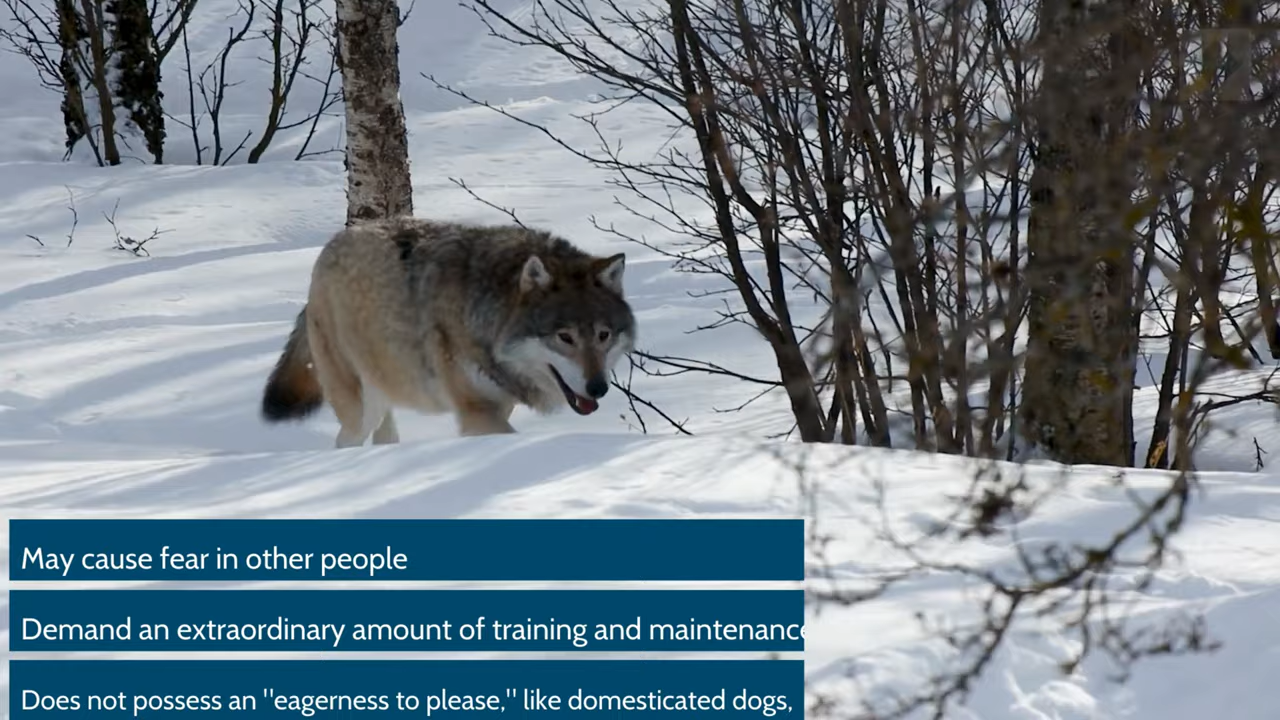 May cause fear in other people
Demand an extraordinary amount of training and maintenance
Does not possess an "eagerness to please," like domesticated dogs,